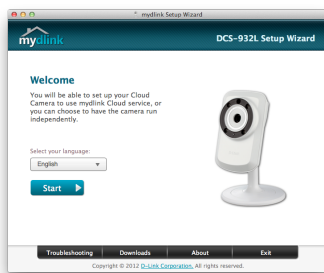 mydlink Setup Wizard
mydlink
DCS-932L Setup Wizard
Welcome
You will be able to set up your Cloud
Camera to use mydlink Cloud service, or
you can choose to have the camera run
independently.
Select your language:
English
Start
Troubleshooting Downloads About Exit
Copyright © 2012 D-Link Corporation. All rights reserved.